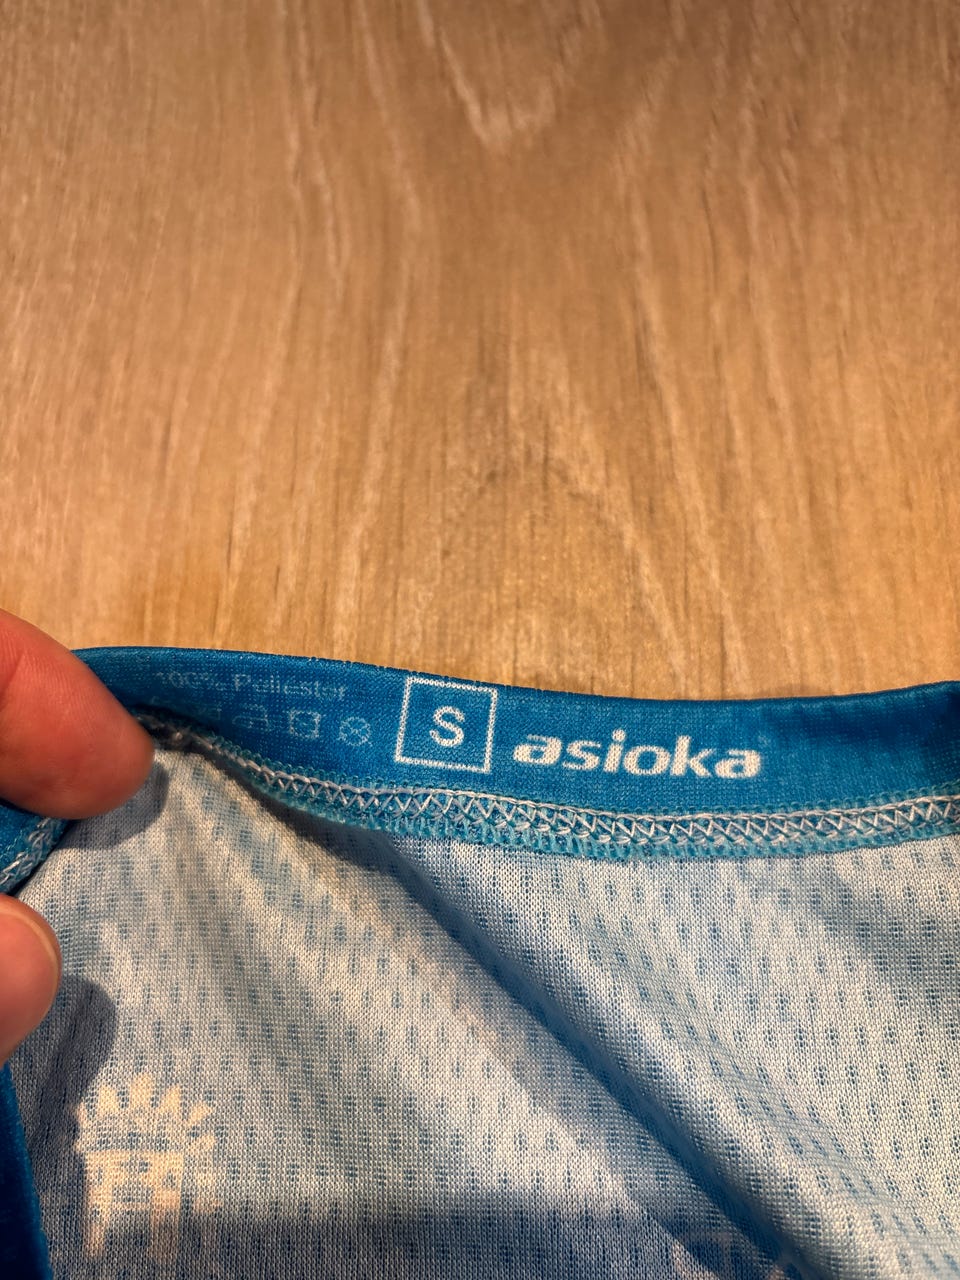 100% Poliester
S
asioka